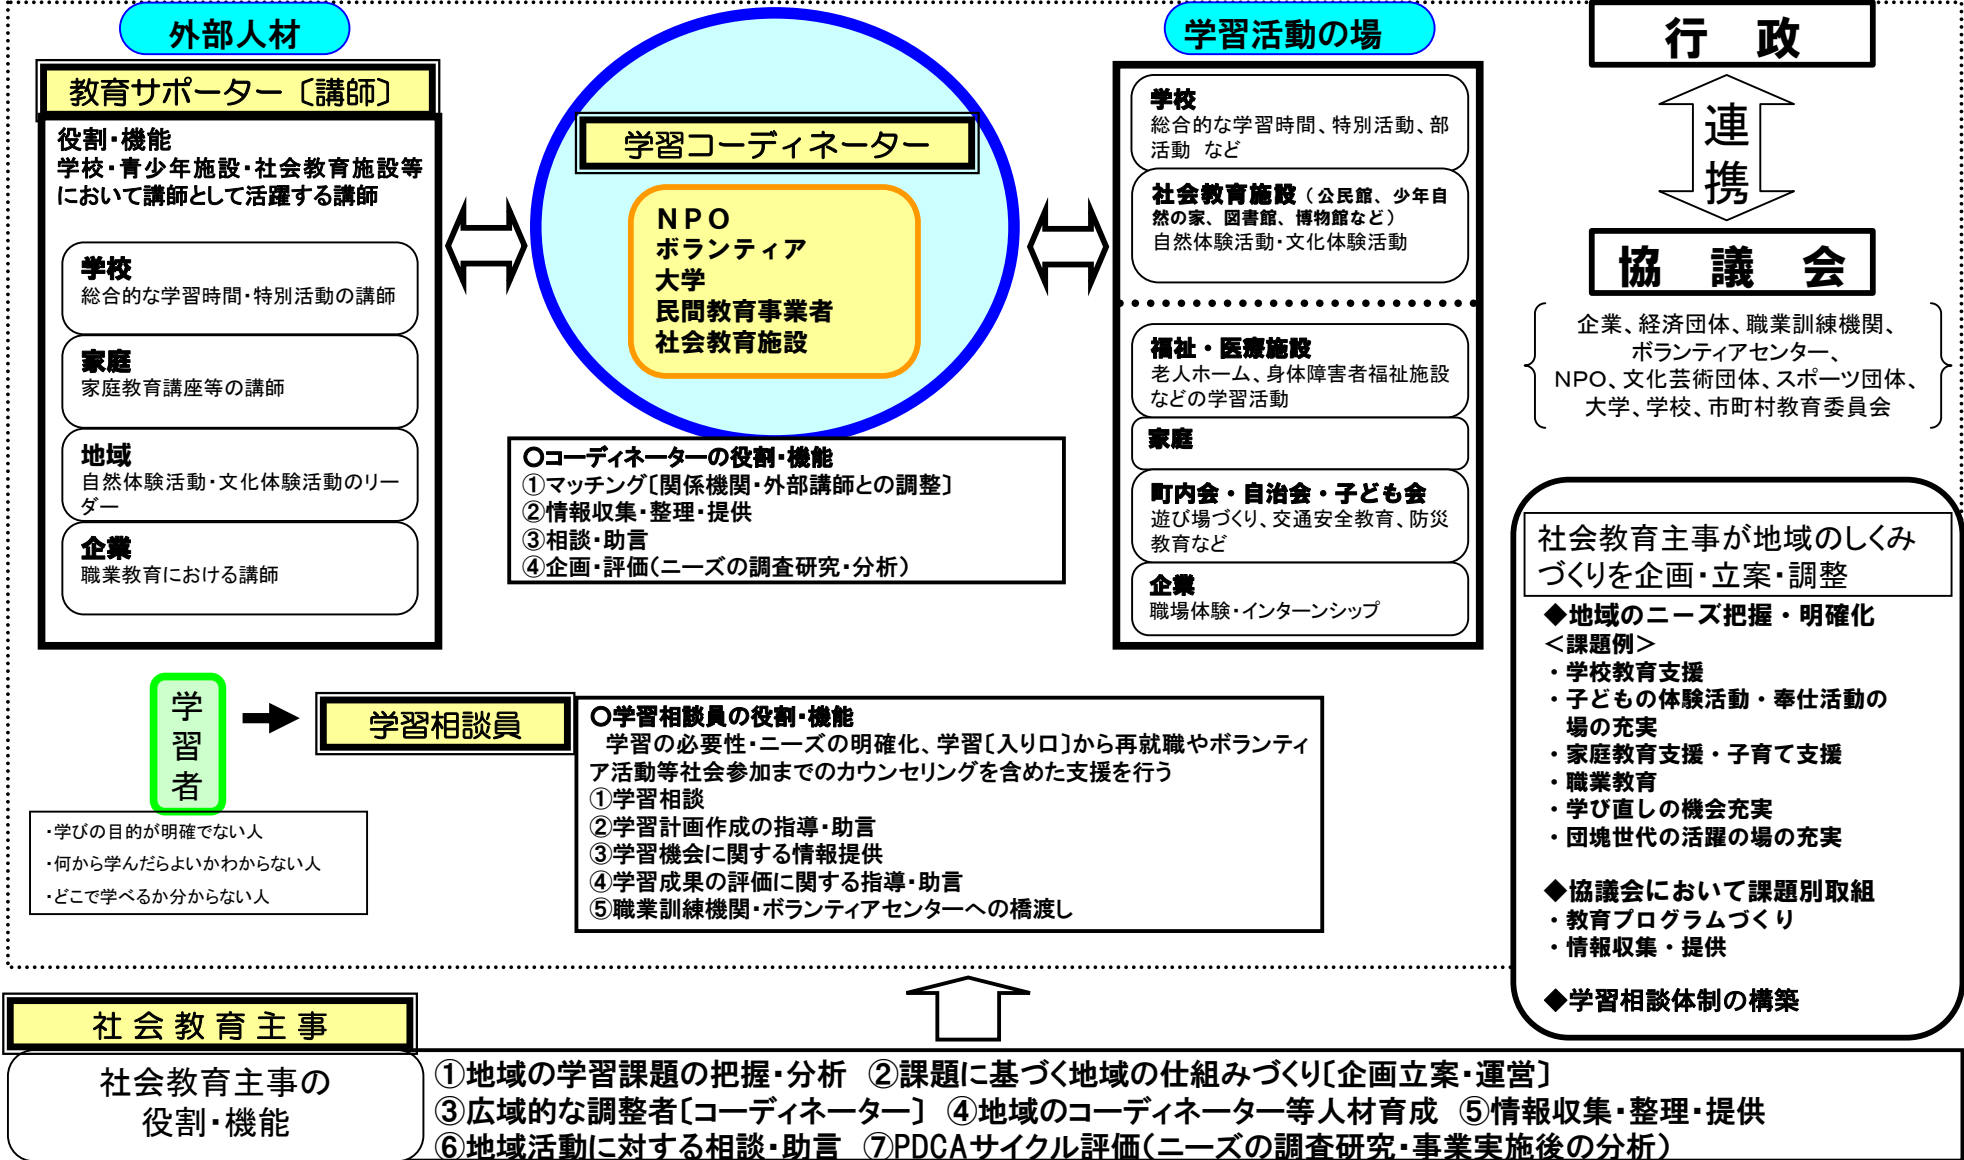 外部人材
教育サポーター〔講師〕
役割・機能
学校・青少年施設・社会教育施設等
において講師として活躍する講師
学校
総合的な学習時間・特別活動の講師
家庭
家庭教育講座等の講師
地域
自然体験活動・文化体験活動のリー
ダー
企業
職業教育における講師
学習コーディネーター
NPO
ボランティア
大学
民間教育事業者
社会教育施設
〇コーディネーターの役割・機能
①マッチング〔関係機関・外部講師との調整〕
②情報収集・整理・提供
③相談・助言
④企画・評価(ニーズの調査研究・分析)
学習活動の場
学校
総合的な学習時間、特別活動、部
活動 など
社会教育施設(公民館、少年自
然の家、図書館、博物館など)
自然体験活動・文化体験活動
福祉・医療施設
老人ホーム、身体障害者福祉施設
などの学習活動
家庭
町内会・自治会・子ども会
遊び場づくり、交通安全教育、防災
教育など
企業
職場体験・インターンシップ
行 政
連
携
協 議 会
企業、経済団体、職業訓練機関、
ボランティアセンター、
NPO、文化芸術団体、スポーツ団体、
大学、学校、市町村教育委員会
社会教育主事が地域のしくみ
づくりを企画・立案・調整
◆地域のニーズ把握・明確化
<課題例>
・学校教育支援
・子どもの体験活動・奉仕活動の
場の充実
・家庭教育支援・子育て支援
・職業教育
・学び直しの機会充実
・団塊世代の活躍の場の充実
◆協議会において課題別取組
・教育プログラムづくり
・情報収集・提供
◆学習相談体制の構築
学
習
者
・学びの目的が明確でない人
・何から学んだらよいかわからない人
・どこで学べるか分からない人
学習相談員
〇学習相談員の役割・機能
学習の必要性・ニーズの明確化、学習〔入り口〕から再就職やボランティ
ア活動等社会参加までのカウンセリングを含めた支援を行う
①学習相談
②学習計画作成の指導・助言
③学習機会に関する情報提供
④学習成果の評価に関する指導・助言
⑤職業訓練機関・ボランティアセンターへの橋渡し
社会教育主事
社会教育主事の
役割・機能
①地域の学習課題の把握・分析 ②課題に基づく地域の仕組みづくり〔企画立案・運営〕
③広域的な調整者〔コーディネーター〕 ④地域のコーディネーター等人材育成 ⑤情報収集・整理・提供
⑥地域活動に対する相談・助言 ⑦PDCAサイクル評価(ニーズの調査研究・事業実施後の分析)